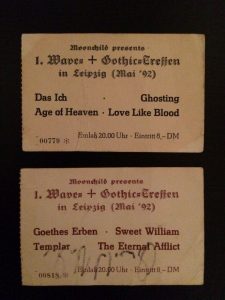 Moonchild presents
1. Wave- + Gothic-Treffen
in Leipzig (Mai '92)
Das Ich Ghosting
Age of Heaven · Love Like Blood
Einlaß 20.00 Uhr · Eintritt 8,– DM
00779 *
Moonchild presents
1. Wave- + Gothic-Treffen
in Leipzig (Mai '92)
Goethes Erben · Sweet William
Templar The Eternal Afflict
Einlaß 20.00 Uhr · Eintritt 8,– DM
00818 *